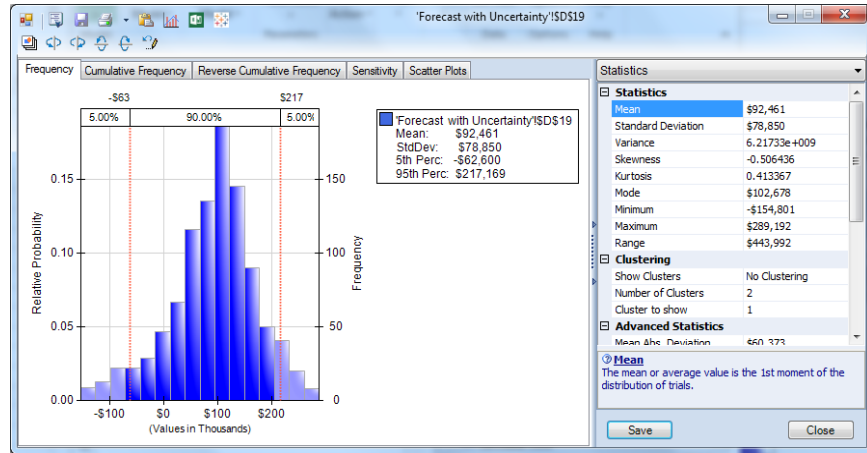 'Forecast with Uncertainty'!$D$19
Frequency
Cumulative Frequency
Reverse Cumulative Frequency
Sensitivity
Scatter Plots
-$63
$217
5.00%
90.00%
5.00%
'Forecast with Uncertainty'!$D$19
Mean: $92,461
StdDev: $78,850
5th Perc: -$62,600
95th Perc: $217,169
Relative Probability
0.15
0.10
0.05
0.00
150
100
50
0
Frequency
-$100
$0
$100
$200
(Values in Thousands)
Statistics
Statistics
Mean $92,461
Standard Deviation $78,850
Variance 6.21733e+009
Skewness -0.506436
Kurtosis 0.413367
Mode $102,678
Minimum -$154,801
Maximum $289,192
Range $443,992
Clustering
Show Clusters No Clustering
Number of Clusters 2
Cluster to show 1
Advanced Statistics
Mean Abs. Deviation $60,373
Mean
The mean or average value is the 1st moment of the
distribution of trials.
Save
Close